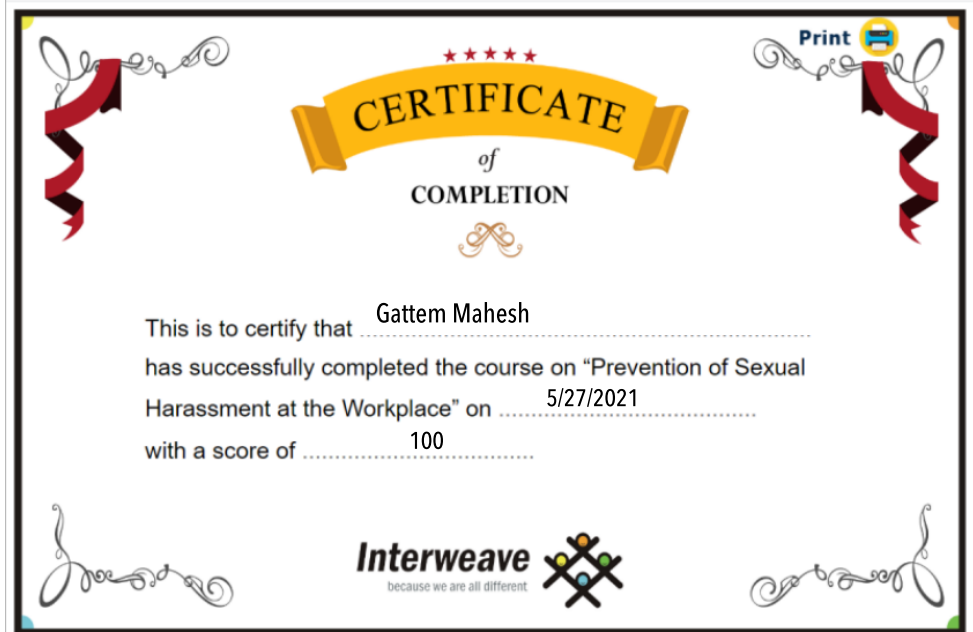 Print
CERTIFICATE
of
COMPLETION
This is to certify that Gattem Mahesh
has successfully completed the course on “Prevention of Sexual
Harassment at the Workplace” on 5/27/2021
with a score of 100
Interweave
because we are all different